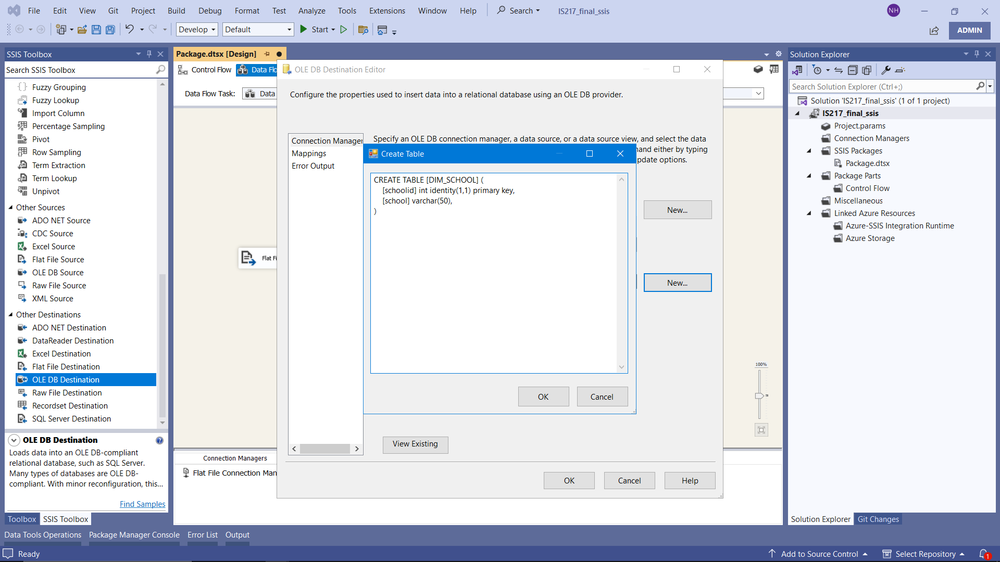 File Edit View Git Project Build Debug Format Test Analyze Tools Extensions Window Help Search IS217_final_ssis NH
Develop Default Start ADMIN
SSIS Toolbox
Search SSIS Toolbox
Fuzzy Grouping
Fuzzy Lookup
Import Column
Percentage Sampling
Pivot
Row Sampling
Term Extraction
Term Lookup
Unpivot
Other Sources
ADO NET Source
CDC Source
Excel Source
Flat File Source
OLE DB Source
Raw File Source
XML Source
Other Destinations
ADO NET Destination
DataReader Destination
Excel Destination
Flat File Destination
OLE DB Destination
Raw File Destination
Recordset Destination
SQL Server Destination
OLE DB Destination
Loads data into an OLE DB-compliant
relational database, such as SQL Server.
Many types of databases are OLE DB-
compliant. With minor reconfiguration, this...
Find Samples
Toolbox SSIS Toolbox
Package.dtsx [Design]
Control Flow Data Flo
Data Flow Task: Data
Flat Fi
100%
Connection Managers
Flat File Connection Man
OLE DB Destination Editor
Configure the properties used to insert data into a relational database using an OLE DB provider.
Connection Manager
Mappings
Error Output
Specify an OLE DB connection manager, a data source, or a data source view, and select the data
and either by typing
pdate options.
New...
New...
View Existing
OK Cancel Help
Create Table
CREATE TABLE [DIM_SCHOOL] (
[schoolid] int identity(1,1) primary key,
[school] varchar(50),
)
OK Cancel
Solution Explorer
Search Solution Explorer (Ctrl+;)
Solution 'IS217_final_ssis' (1 of 1 project)
IS217_final_ssis
Project.params
Connection Managers
SSIS Packages
Package.dtsx
Package Parts
Control Flow
Miscellaneous
Linked Azure Resources
Azure-SSIS Integration Runtime
Azure Storage
Solution Explorer Git Changes
Data Tools Operations Package Manager Console Error List Output
Ready Add to Source Control Select Repository 1